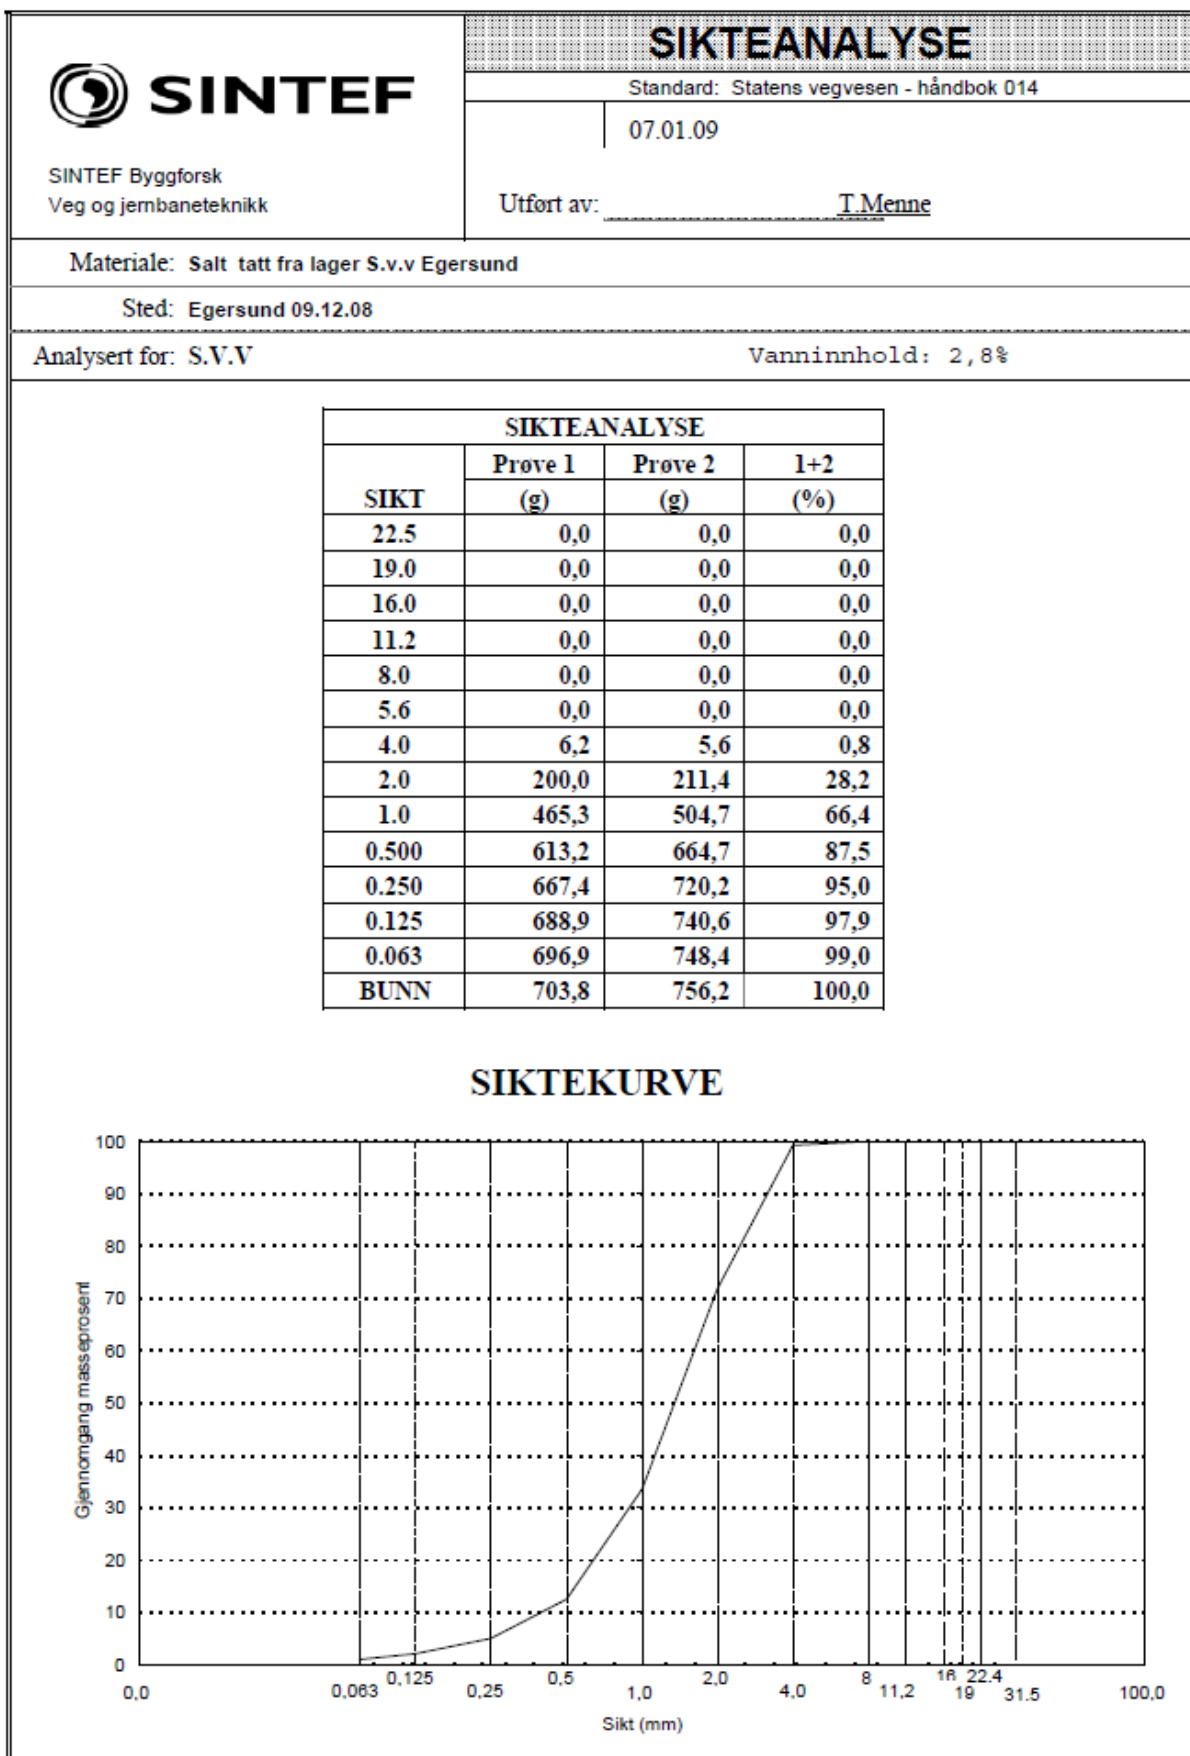 SINTEF
SINTEF Byggforsk
Veg og jernbaneteknikk
SIKTEANALYSE
Standard: Statens vegvesen - håndbok 014
07.01.09
Utført av: T.Menne
Materiale: Salt tatt fra lager S.v.v Egersund
Sted: Egersund 09.12.08
Analysert for: S.V.V Vanninnhold: 2,8%
SIKTEANALYSE
Prøve 1 Prøve 2 1+2
SIKT (g) (g) (%)
22.5 0,0 0,0 0,0
19.0 0,0 0,0 0,0
16.0 0,0 0,0 0,0
11.2 0,0 0,0 0,0
8.0 0,0 0,0 0,0
5.6 0,0 0,0 0,0
4.0 6,2 5,6 0,8
2.0 200,0 211,4 28,2
1.0 465,3 504,7 66,4
0.500 613,2 664,7 87,5
0.250 667,4 720,2 95,0
0.125 688,9 740,6 97,9
0.063 696,9 748,4 99,0
BUNN 703,8 756,2 100,0
SIKTEKURVE
Gjennomgang masseprosent
100
90
80
70
60
50
40
30
20
10
0
0,0 0,063 0,125 0,25 0,5 1,0 2,0 4,0 8 11,2 16 19 22.4 31.5 100,0
Sikt (mm)